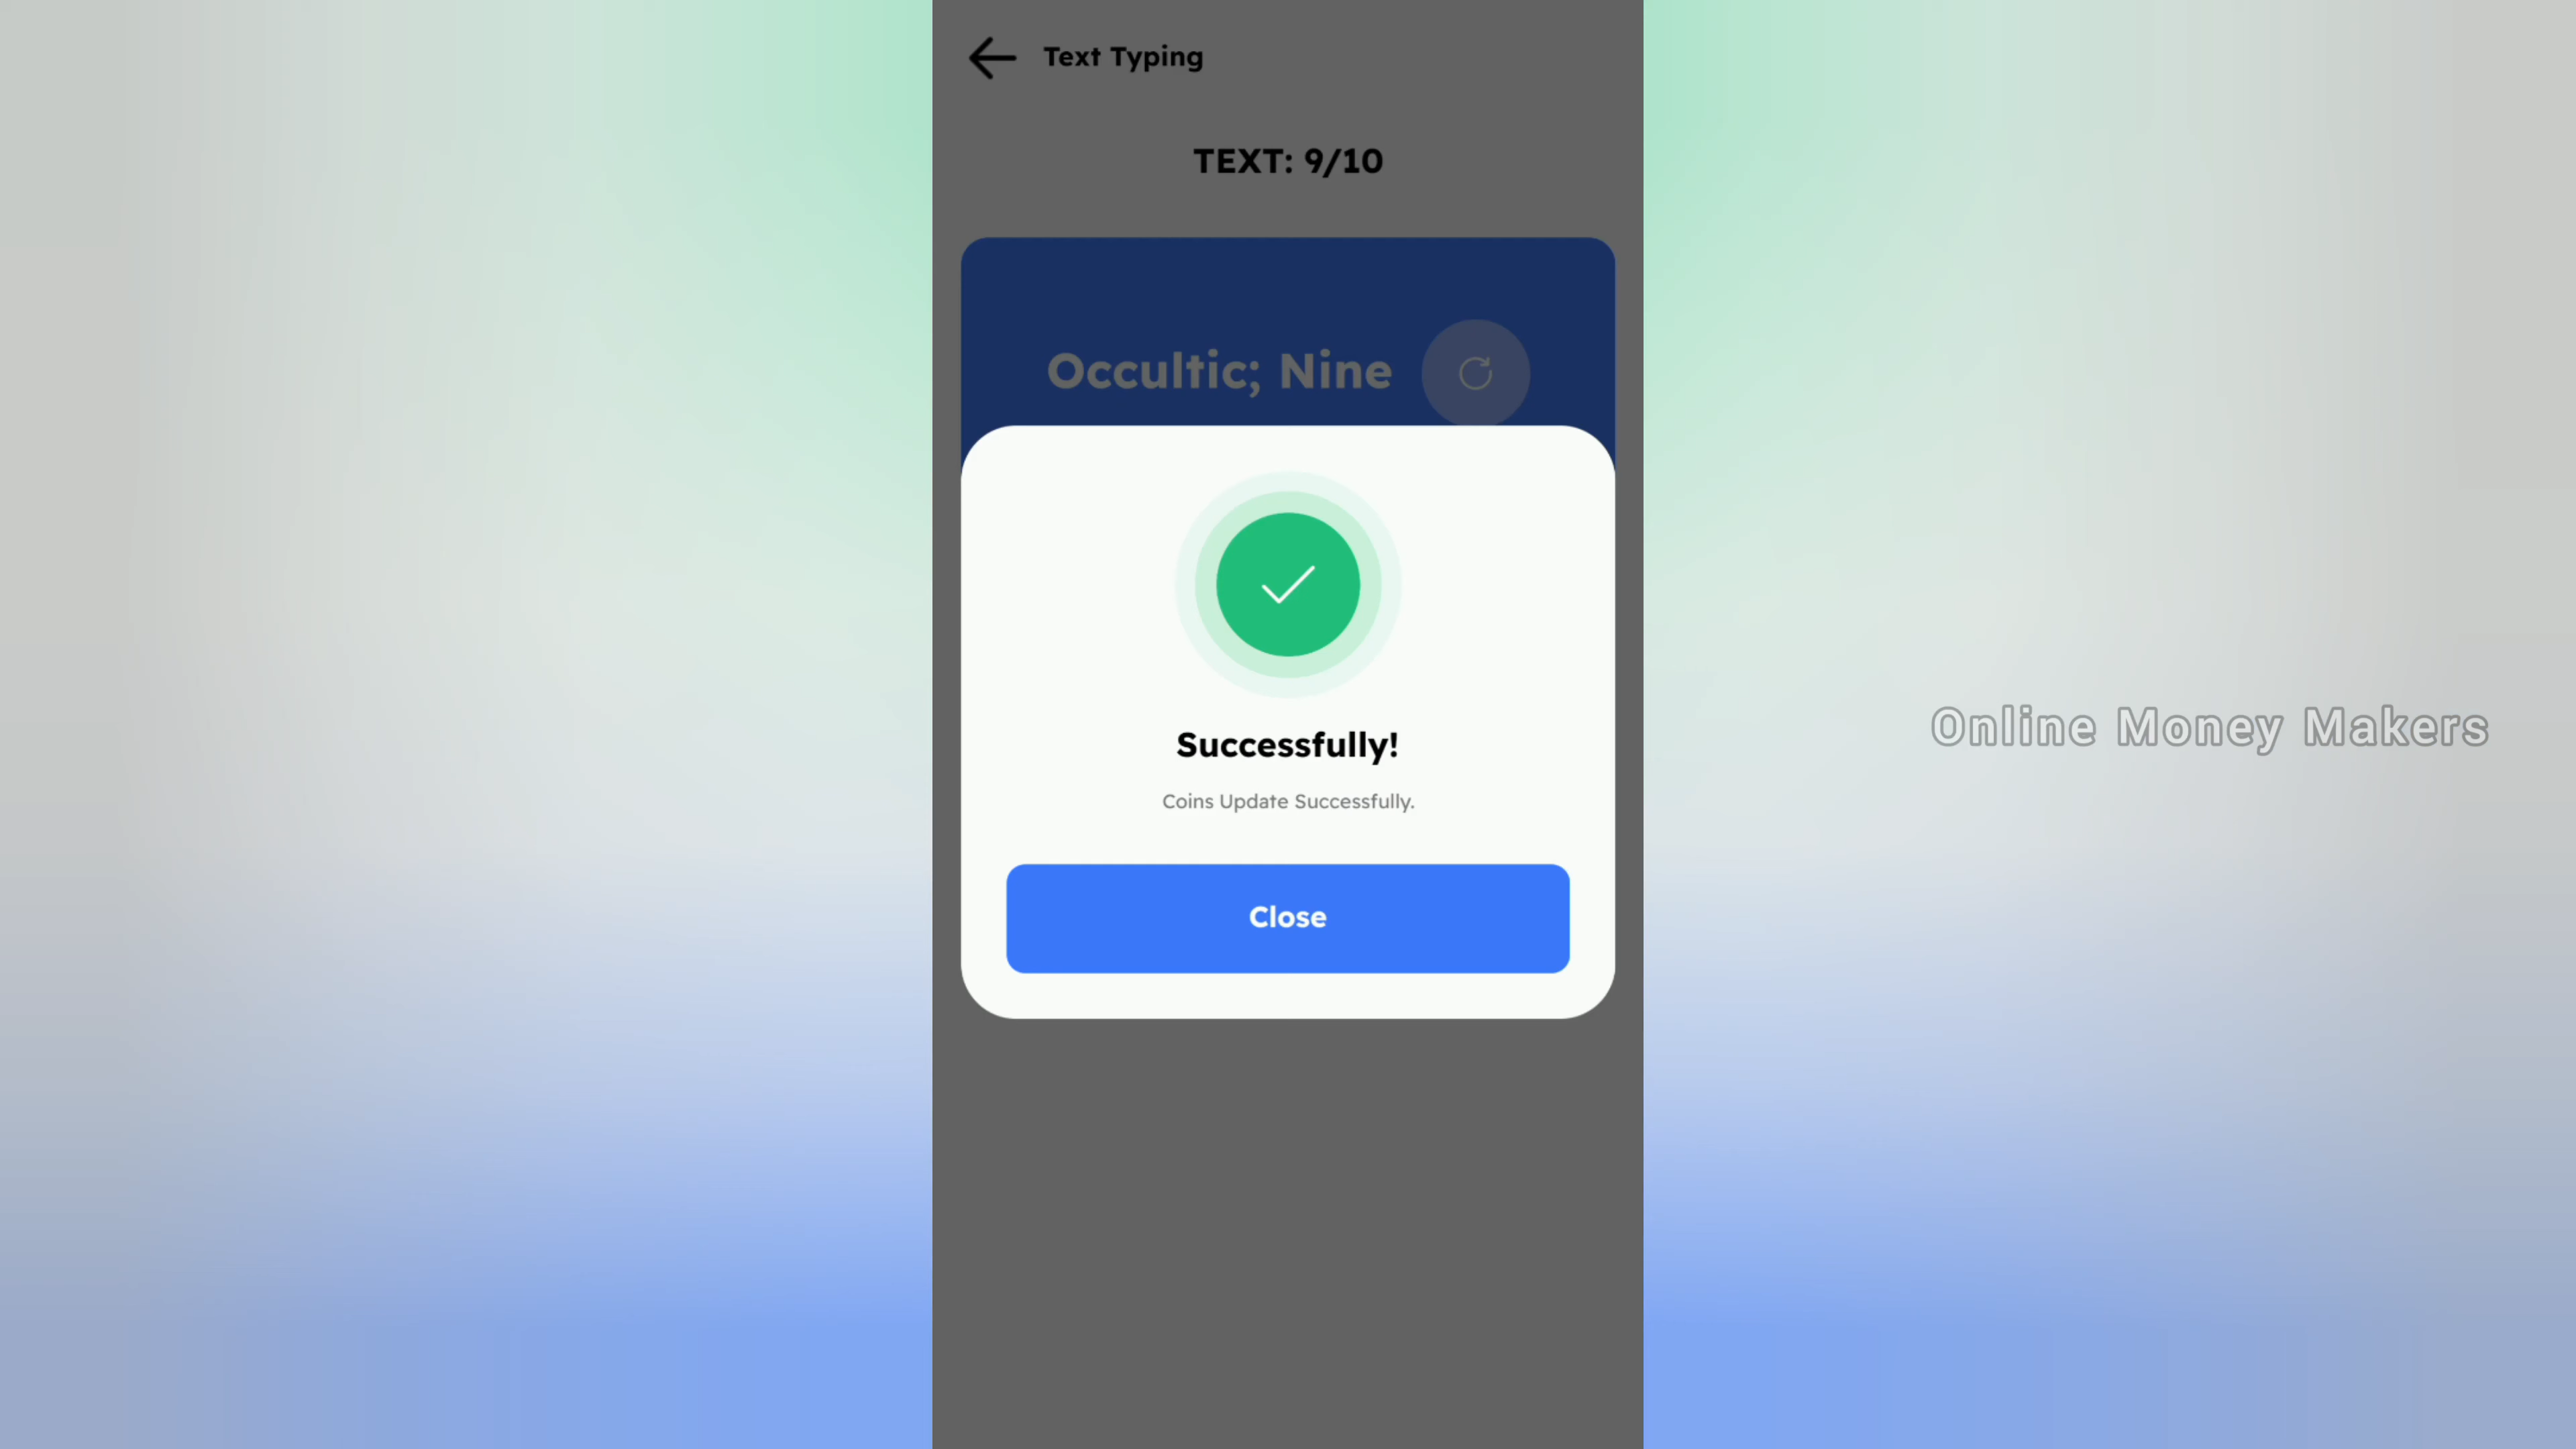 Text Typing
TEXT: 9/10
Occultic; Nine
Successfully!
Coins Update Successfully.
Close
Online Money Makers